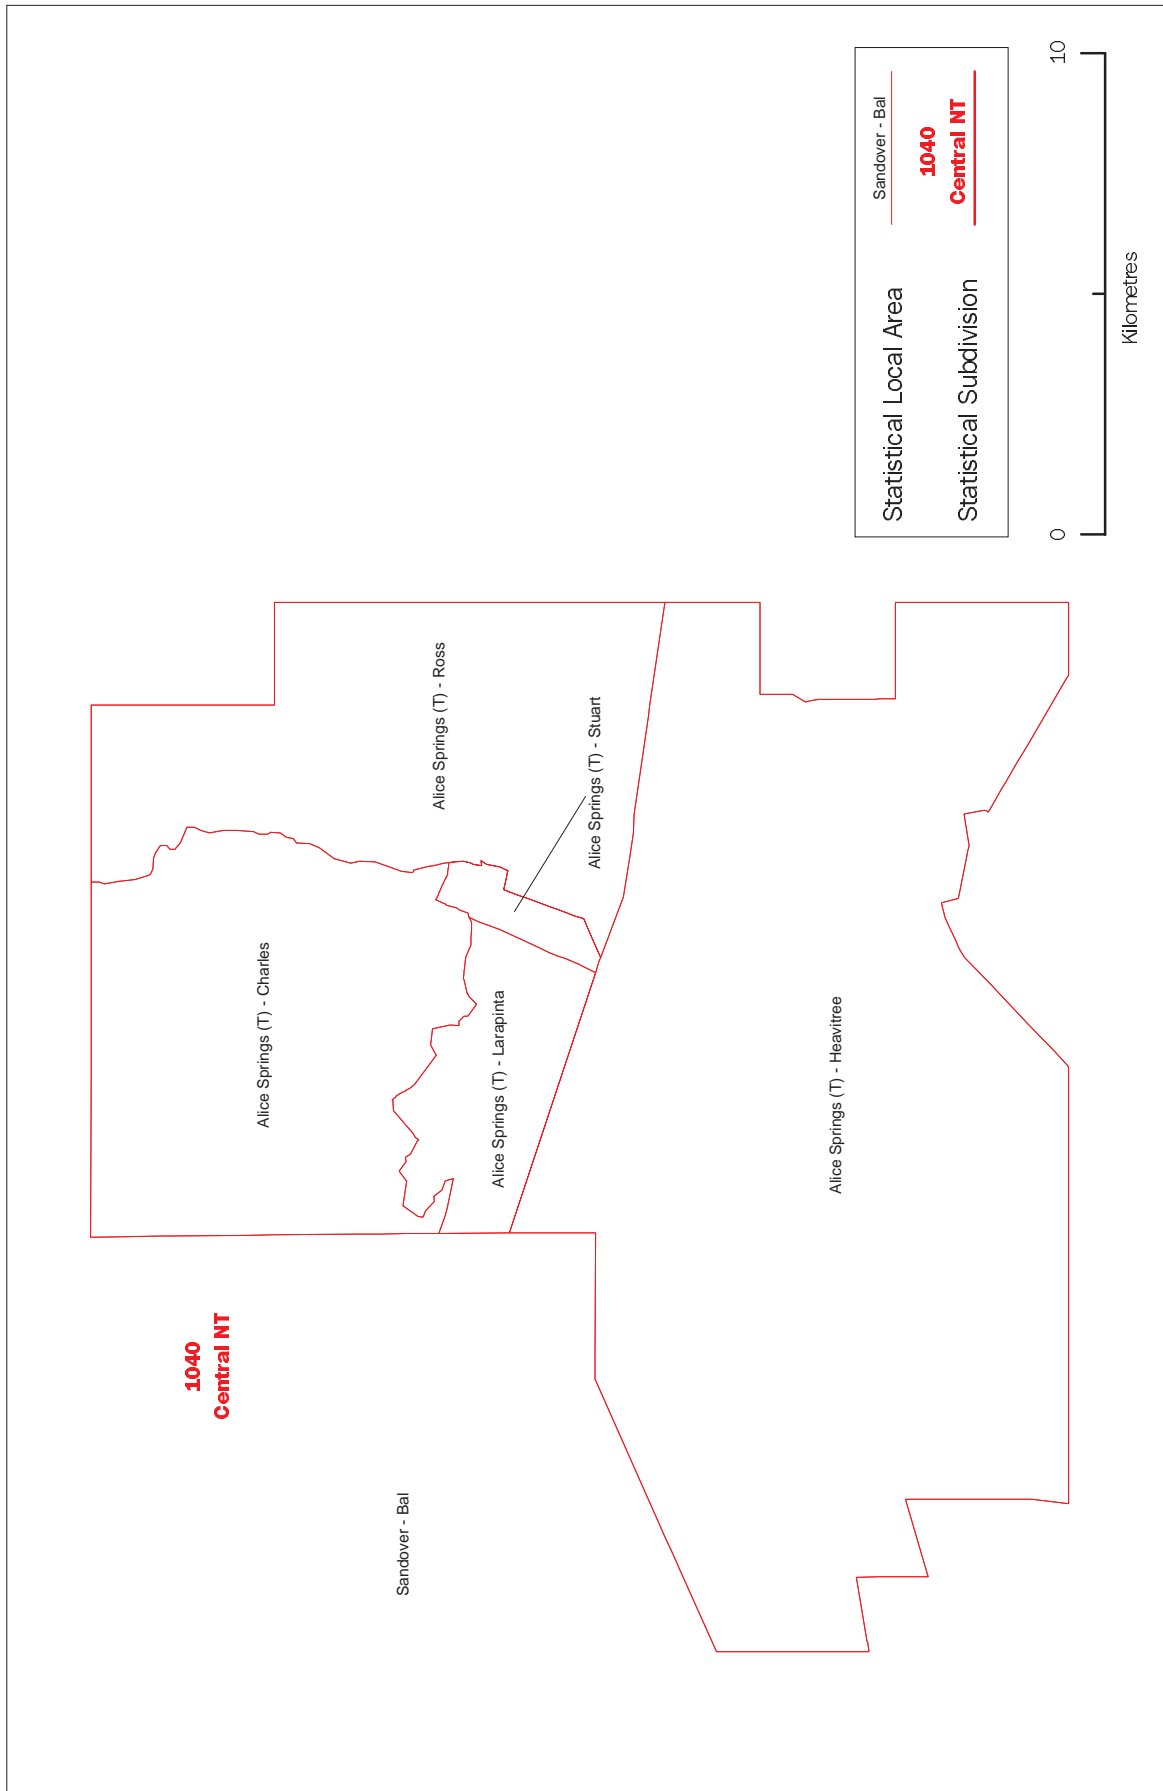 1040
Central NT
Sandover - Bal
Alice Springs (T) - Charles
Alice Springs (T) - Larapinta
Alice Springs (T) - Ross
Alice Springs (T) - Stuart
Alice Springs (T) - Heavitree
Statistical Local Area
Sandover - Bal
Statistical Subdivision
1040
Central NT
0
10
Kilometres